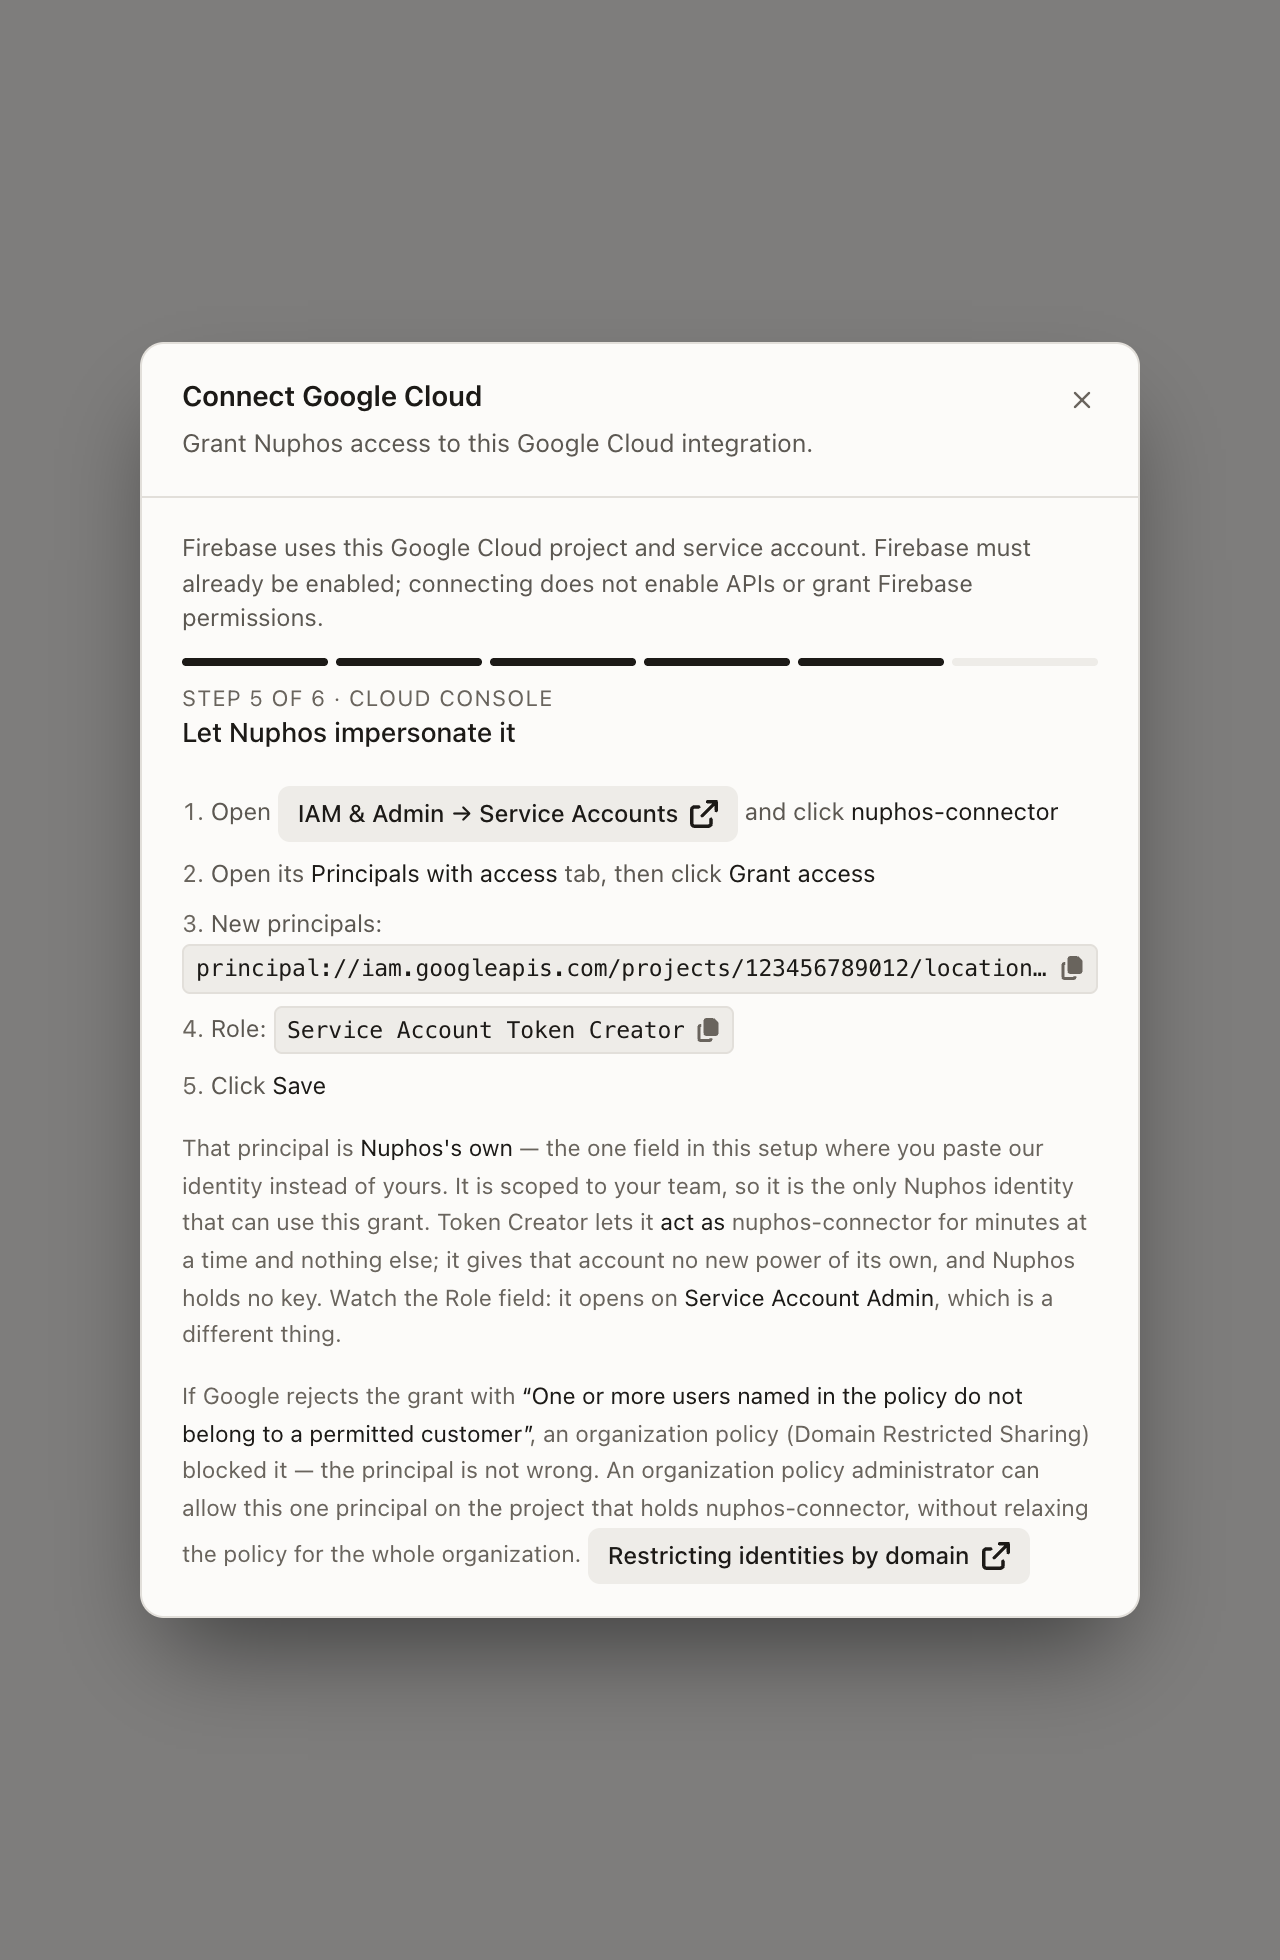 Connect Google Cloud
Grant Nuphos access to this Google Cloud integration.
Firebase uses this Google Cloud project and service account. Firebase must
already be enabled; connecting does not enable APIs or grant Firebase
permissions.
STEP 5 OF 6 · CLOUD CONSOLE
Let Nuphos impersonate it
1. Open IAM & Admin → Service Accounts and click nuphos-connector
2. Open its Principals with access tab, then click Grant access
3. New principals:
principal://iam.googleapis.com/projects/123456789012/location…
4. Role: Service Account Token Creator
5. Click Save
That principal is Nuphos's own — the one field in this setup where you paste our
identity instead of yours. It is scoped to your team, so it is the only Nuphos identity
that can use this grant. Token Creator lets it act as nuphos-connector for minutes at
a time and nothing else; it gives that account no new power of its own, and Nuphos
holds no key. Watch the Role field: it opens on Service Account Admin, which is a
different thing.
If Google rejects the grant with “One or more users named in the policy do not
belong to a permitted customer”, an organization policy (Domain Restricted Sharing)
blocked it — the principal is not wrong. An organization policy administrator can
allow this one principal on the project that holds nuphos-connector, without relaxing
the policy for the whole organization. Restricting identities by domain